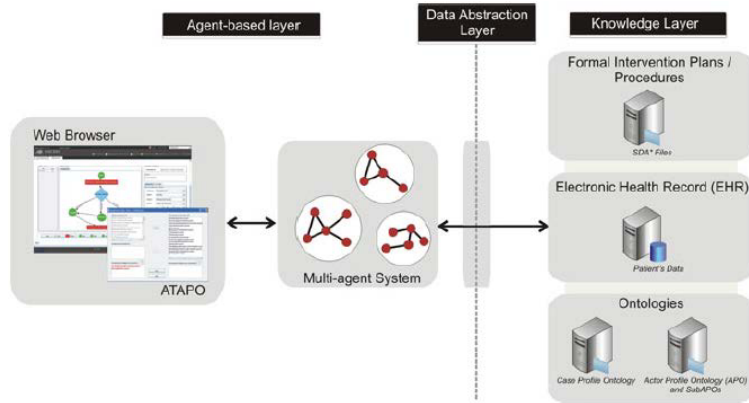 Agent-based layer
Data Abstraction
Layer
Knowledge Layer
Formal Intervention Plans /
Procedures
SDA* Files
Web Browser
ATAPO
Multi-agent System
Electronic Health Record (EHR)
Patient's Data
Ontologies
Case Profile Ontology
Actor Profile Ontology (APO)
and SubAPOs